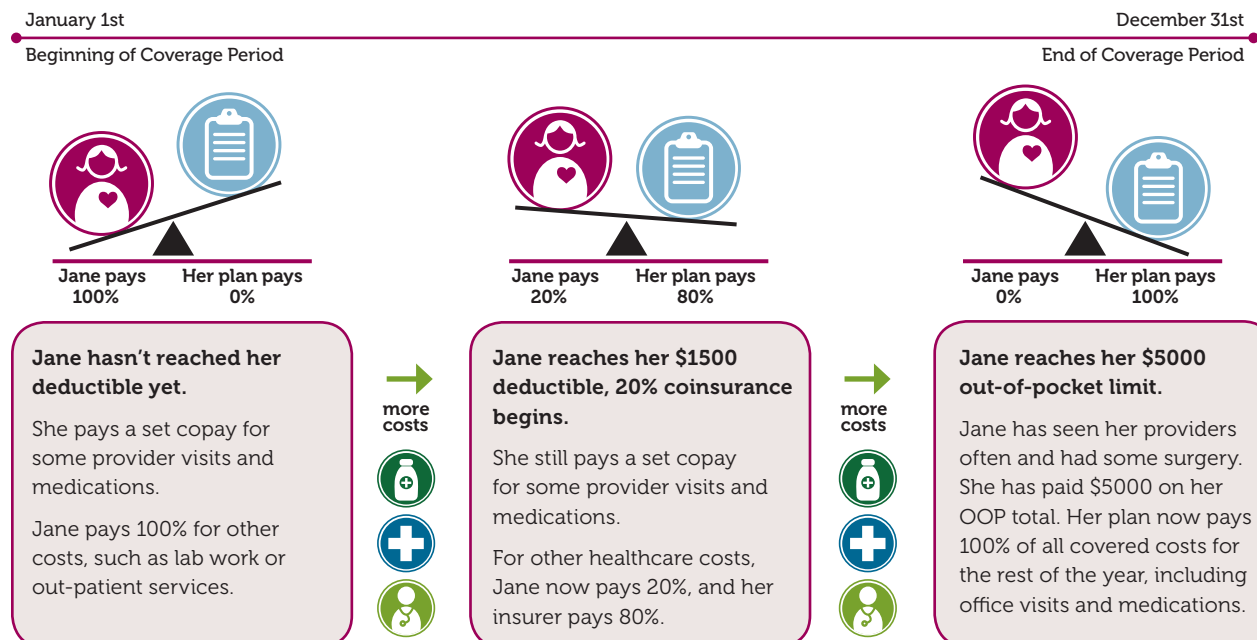 January 1st
December 31st
Beginning of Coverage Period
End of Coverage Period
Jane pays
100%
Her plan pays
0%
Jane hasn’t reached her
deductible yet.
She pays a set copay for
some provider visits and
medications.
Jane pays 100% for other
costs, such as lab work or
out-patient services.
more
costs
Jane pays
20%
Her plan pays
80%
Jane reaches her $1500
deductible, 20% coinsurance
begins.
She still pays a set copay
for some provider visits and
medications.
For other healthcare costs,
Jane now pays 20%, and her
insurer pays 80%.
more
costs
Jane pays
0%
Her plan pays
100%
Jane reaches her $5000
out-of-pocket limit.
Jane has seen her providers
often and had some surgery.
She has paid $5000 on her
OOP total. Her plan now pays
100% of all covered costs for
the rest of the year, including
office visits and medications.